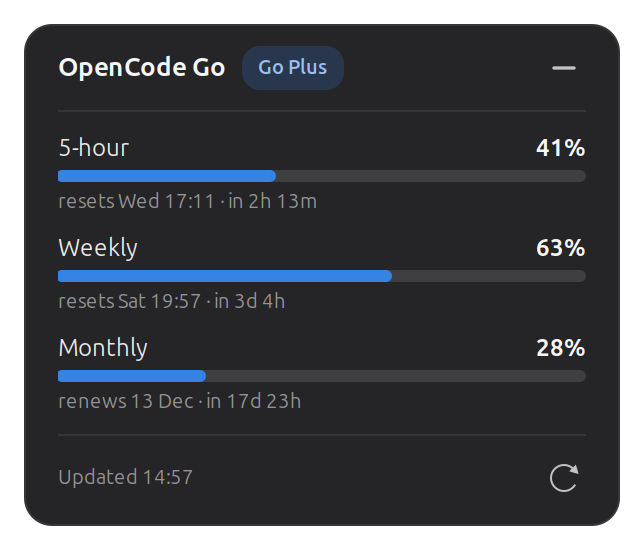 OpenCode Go Go Plus
5-hour 41%
resets Wed 17:11 · in 2h 13m
Weekly 63%
resets Sat 19:57 · in 3d 4h
Monthly 28%
renews 13 Dec · in 17d 23h
Updated 14:57